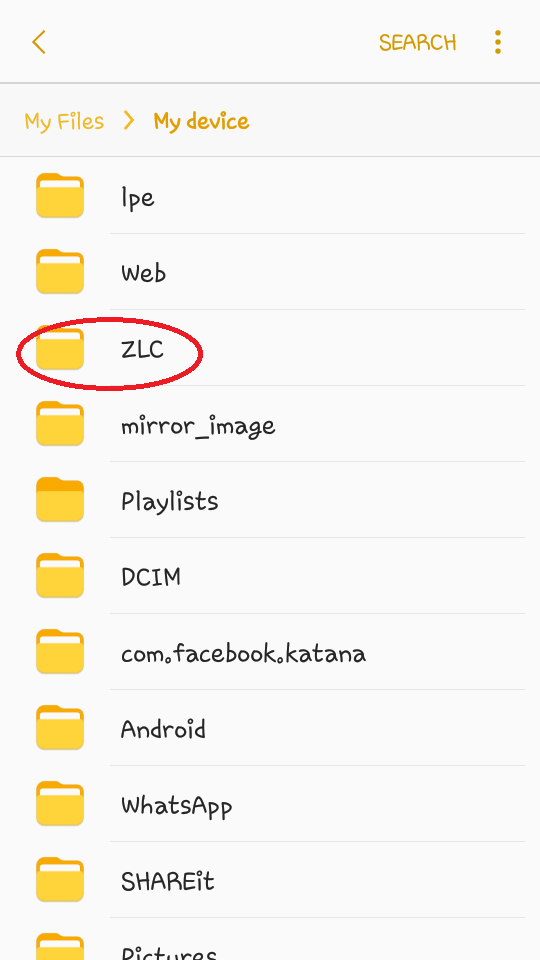 SEARCH
My Files > My device
lpe
Web
ZLC
mirror_image
Playlists
DCIM
com.facebook.katana
Android
WhatsApp
SHAREit
Pictures